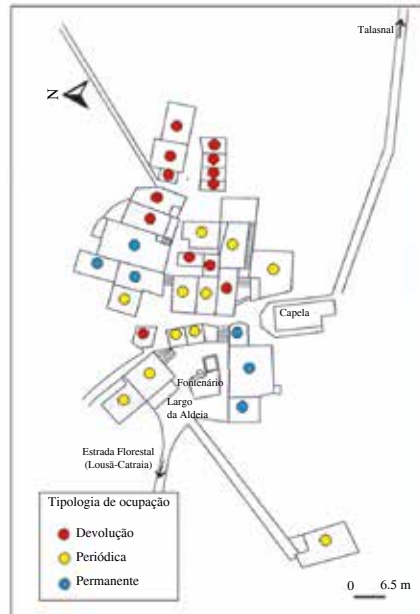 Talasnal
N
Capela
Fontenário
Largo
da Aldeia
Estrada Florestal
(Lousã-Catraia)
Tipologia de ocupação
Devolução
Periódica
Permanente
0 6.5 m